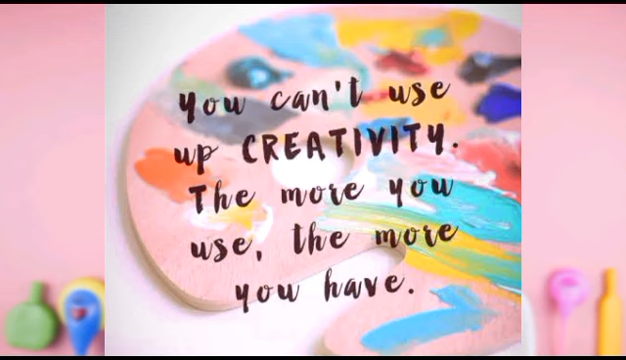 you can't use
up CREATIVITY.
The more you
use, the more
you have.